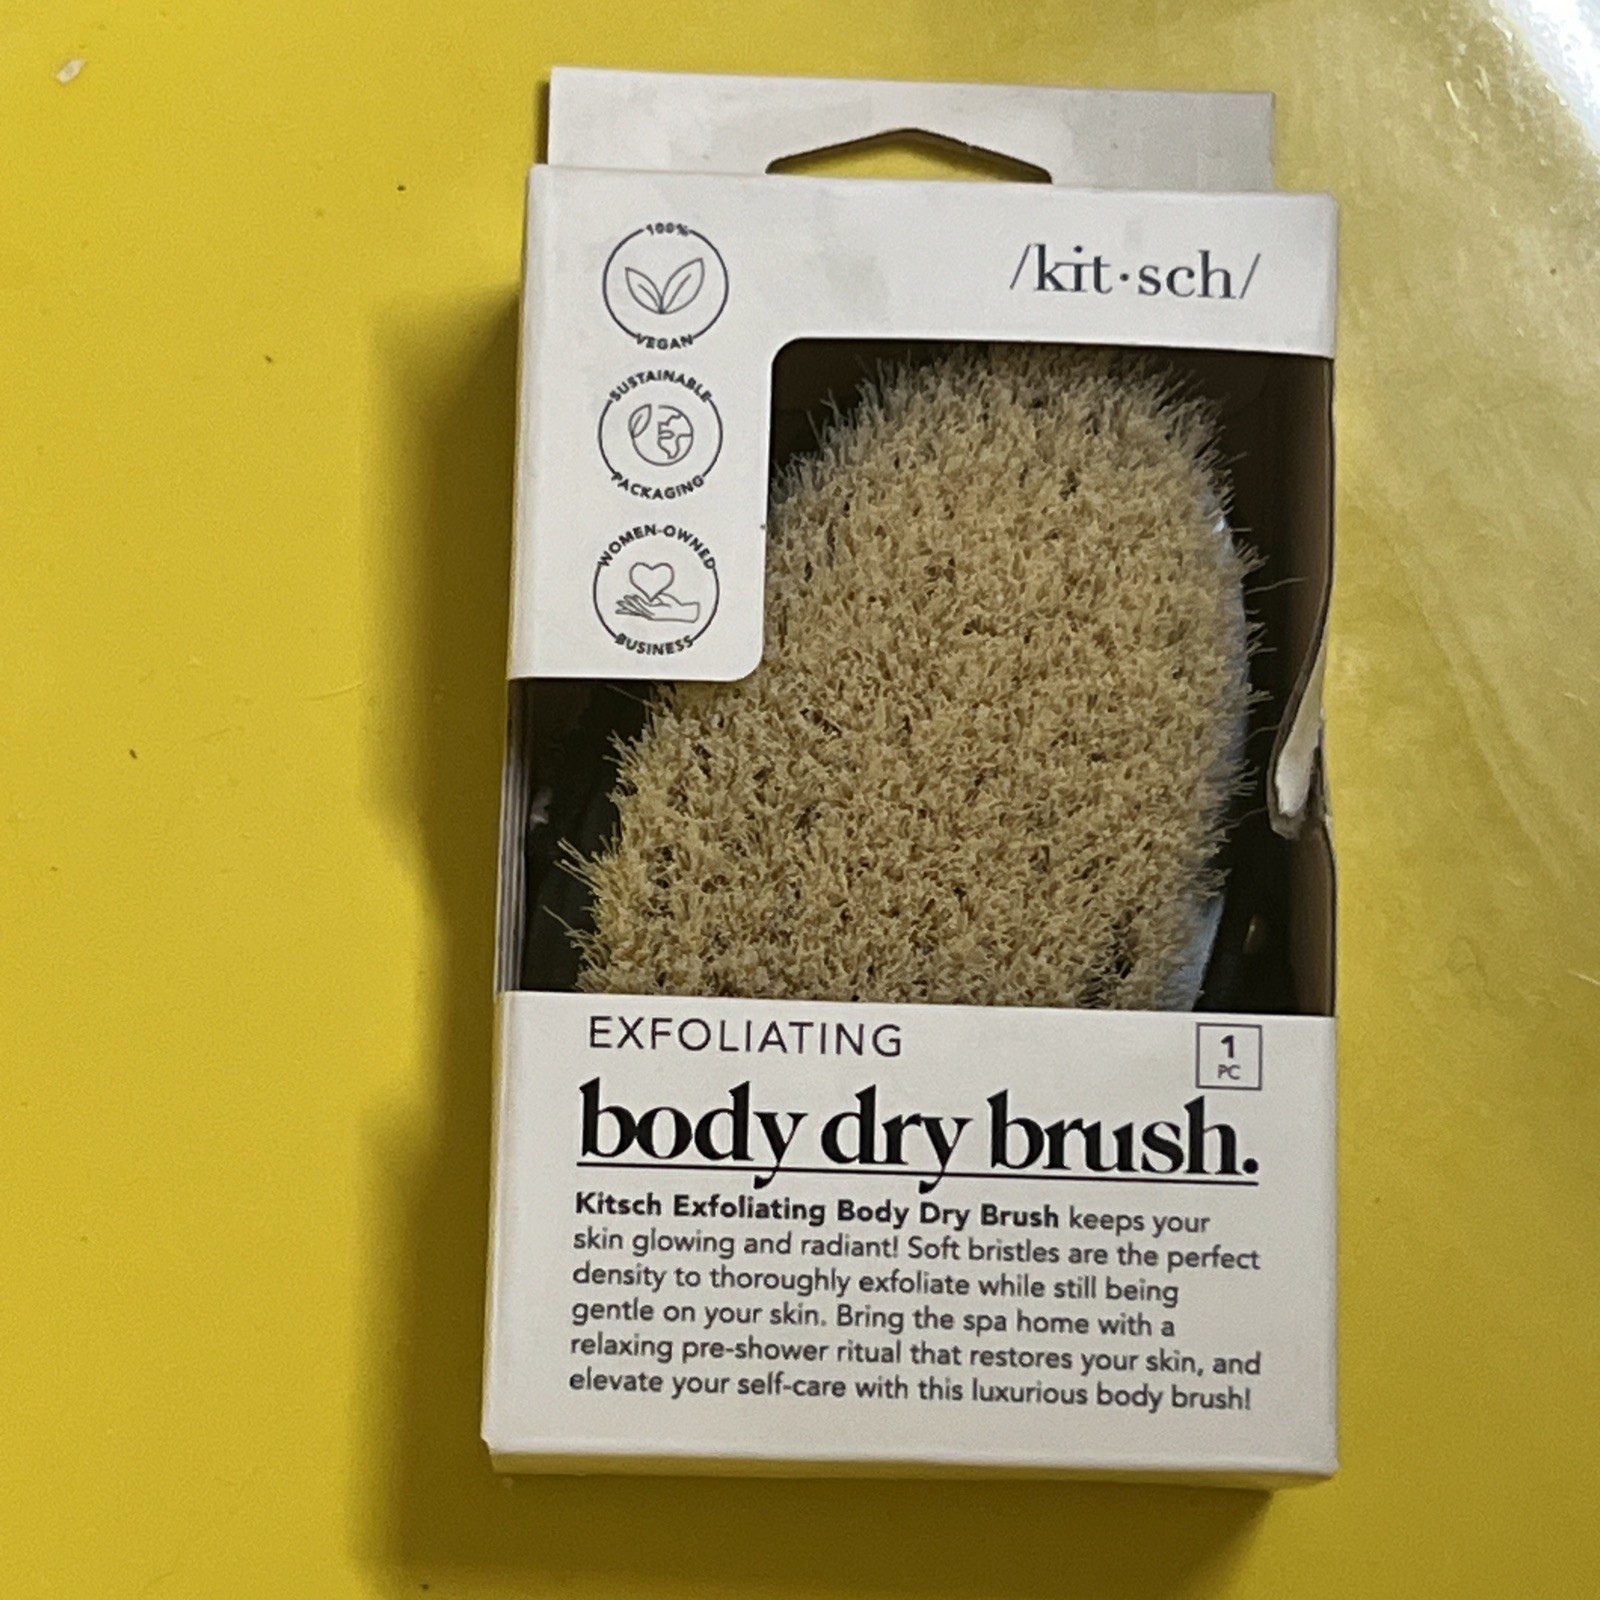 100%
VEGAN
/kit·sch/
SUSTAINABLE
PACKAGING
WOMEN-OWNED
BUSINESS
EXFOLIATING
1
PC
body dry brush.
Kitsch Exfoliating Body Dry Brush keeps your
skin glowing and radiant! Soft bristles are the perfect
density to thoroughly exfoliate while still being
gentle on your skin. Bring the spa home with a
relaxing pre-shower ritual that restores your skin, and
elevate your self-care with this luxurious body brush!